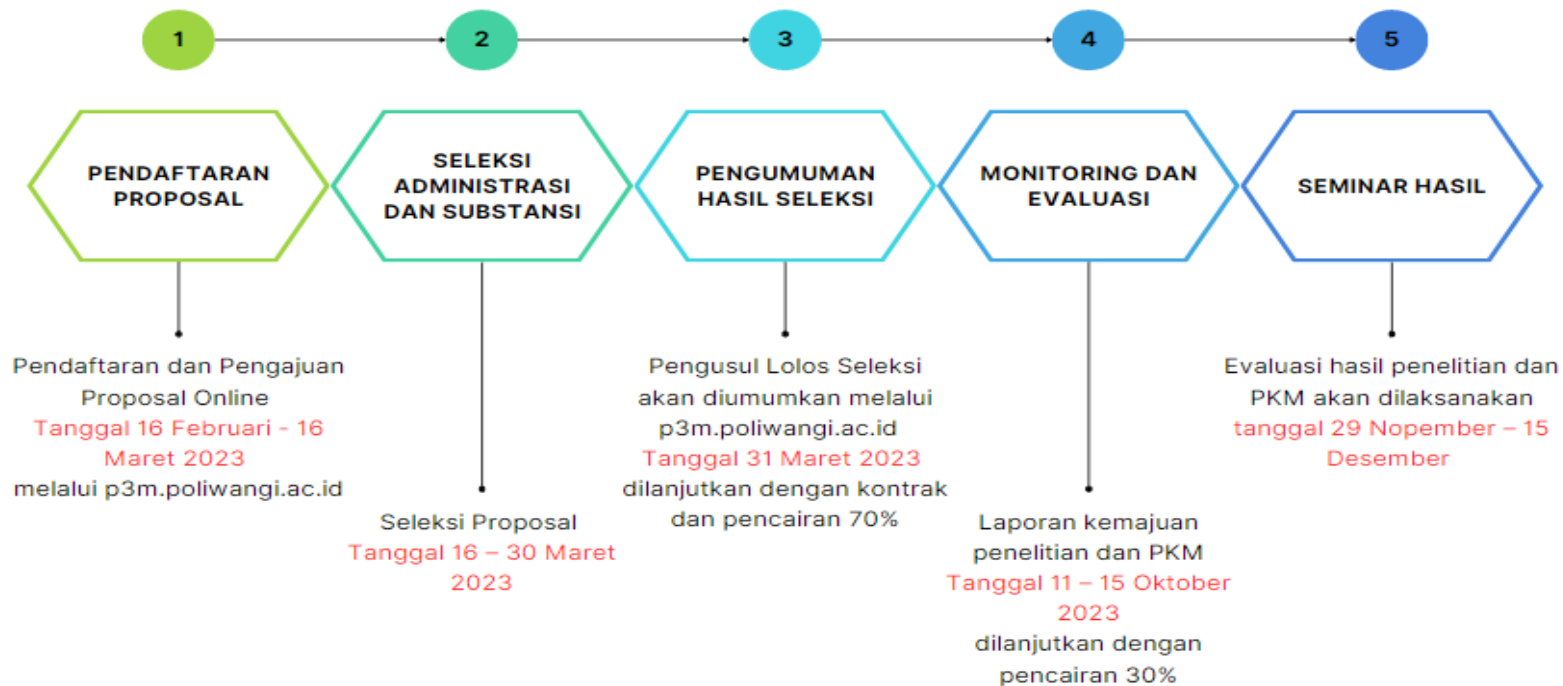 1
2
3
4
5
PENDAFTARAN
PROPOSAL
SELEKSI
ADMINISTRASI
DAN SUBSTANSI
PENGUMUMAN
HASIL SELEKSI
MONITORING DAN
EVALUASI
SEMINAR HASIL
Pendaftaran dan Pengajuan
Proposal Online
Tanggal 16 Februari - 16
Maret 2023
melalui p3m.poliwangi.ac.id
Seleksi Proposal
Tanggal 16 – 30 Maret
2023
Pengusul Lolos Seleksi
akan diumumkan melalui
p3m.poliwangi.ac.id
Tanggal 31 Maret 2023
dilanjutkan dengan kontrak
dan pencairan 70%
Laporan kemajuan
penelitian dan PKM
Tanggal 11 – 15 Oktober
2023
dilanjutkan dengan
pencairan 30%
Evaluasi hasil penelitian dan
PKM akan dilaksanakan
tanggal 29 Nopember – 15
Desember